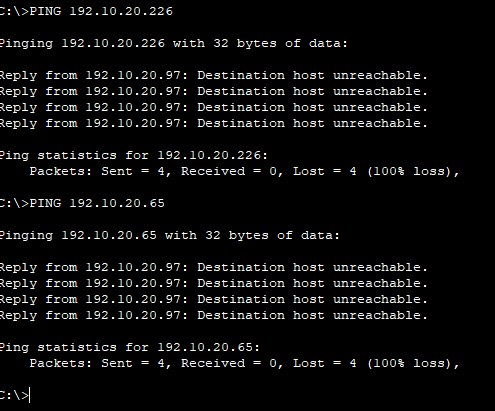 C:\>PING 192.10.20.226
Pinging 192.10.20.226 with 32 bytes of data:
Reply from 192.10.20.97: Destination host unreachable.
Reply from 192.10.20.97: Destination host unreachable.
Reply from 192.10.20.97: Destination host unreachable.
Reply from 192.10.20.97: Destination host unreachable.
Ping statistics for 192.10.20.226:
Packets: Sent = 4, Received = 0, Lost = 4 (100% loss),
C:\>PING 192.10.20.65
Pinging 192.10.20.65 with 32 bytes of data:
Reply from 192.10.20.97: Destination host unreachable.
Reply from 192.10.20.97: Destination host unreachable.
Reply from 192.10.20.97: Destination host unreachable.
Reply from 192.10.20.97: Destination host unreachable.
Ping statistics for 192.10.20.65:
Packets: Sent = 4, Received = 0, Lost = 4 (100% loss),
C:\>